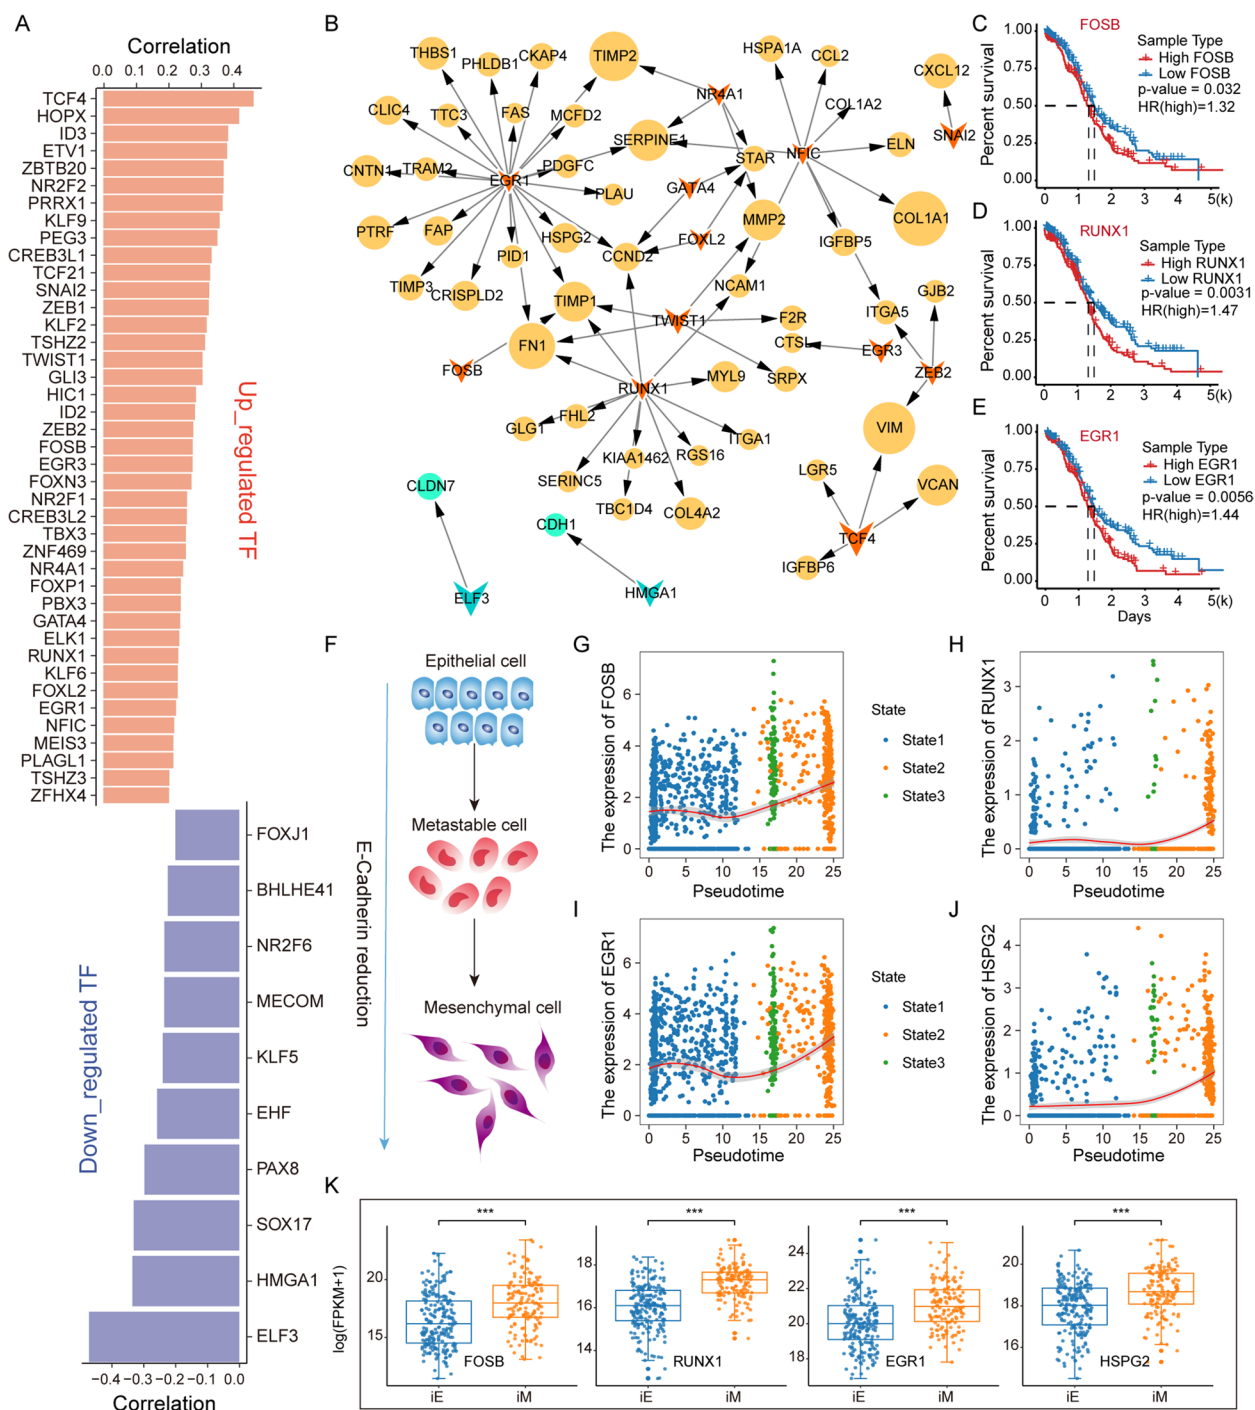 A
Correlation
0.0 0.1 0.2 0.3 0.4
TCF4
HOPX
ID3
ETV1
ZBTB20
NR2F2
PRRX1
KLF9
PEG3
CREB3L1
TCF21
SNAI2
ZEB1
KLF2
TSHZ2
TWIST1
GLI3
HIC1
ID2
ZEB2
FOSB
EGR3
FOXN3
NR2F1
CREB3L2
TBX3
ZNF469
NR4A1
FOXP1
PBX3
GATA4
ELK1
RUNX1
KLF6
FOXL2
EGR1
NFIC
MEIS3
PLAGL1
TSHZ3
ZFHX4
Up_regulated TF
FOXJ1
BHLHE41
NR2F6
MECOM
KLF5
EHF
PAX8
SOX17
HMGA1
ELF3
Down_regulated TF
−0.4 −0.3 −0.2 −0.1 0.0
Correlation
B
THBS1
PHLDB1
CKAP4
TIMP2
HSPA1A
CCL2
CXCL12
NR4A1
CLIC4
TTC3
FAS
MCFD2
COL1A2
SERPINE1
SNAI2
ELN
CNTN1
TRAM2
PDGFC
STAR
NFIC
EGR1
PLAU
GATA4
PTRF
FAP
HSPG2
MMP2
COL1A1
PID1
CCND2
FOXL2
IGFBP5
TIMP3
CRISPLD2
TIMP1
NCAM1
GJB2
TWIST1
F2R
ITGA5
FN1
CTSL
EGR3
FOSB
RUNX1
MYL9
SRPX
ZEB2
GLG1
FHL2
ITGA1
VIM
KIAA1462
RGS16
SERINC5
LGR5
CLDN7
TBC1D4
COL4A2
VCAN
CDH1
TCF4
IGFBP6
ELF3
HMGA1
C
FOSB
Percent survival
1.00
0.75
0.50
0.25
0.00
Sample Type
High FOSB
Low FOSB
p-value = 0.032
HR(high)=1.32
0 1 2 3 4 5(k)
D
RUNX1
Percent survival
1.00
0.75
0.50
0.25
0.00
Sample Type
High RUNX1
Low RUNX1
p-value = 0.0031
HR(high)=1.47
0 1 2 3 4 5(k)
E
EGR1
Percent survival
1.00
0.75
0.50
0.25
0.00
Sample Type
High EGR1
Low EGR1
p-value = 0.0056
HR(high)=1.44
0 1 2 3 4 5(k)
Days
F
Epithelial cell
Metastable cell
Mesenchymal cell
E-Cadherin reduction
G
The expression of FOSB
6
4
2
0
0 5 10 15 20 25
Pseudotime
State
State1
State2
State3
H
The expression of RUNX1
3
2
1
0
0 5 10 15 20 25
Pseudotime
I
The expression of EGR1
6
4
2
0
0 5 10 15 20 25
Pseudotime
State
State1
State2
State3
J
The expression of HSPG2
4
3
2
1
0
0 5 10 15 20 25
Pseudotime
K
log(FPKM+1)
***
20
15
FOSB
iE iM
***
18
16
14
RUNX1
iE iM
***
24
22
20
18
EGR1
iE iM
***
20
18
16
HSPG2
iE iM